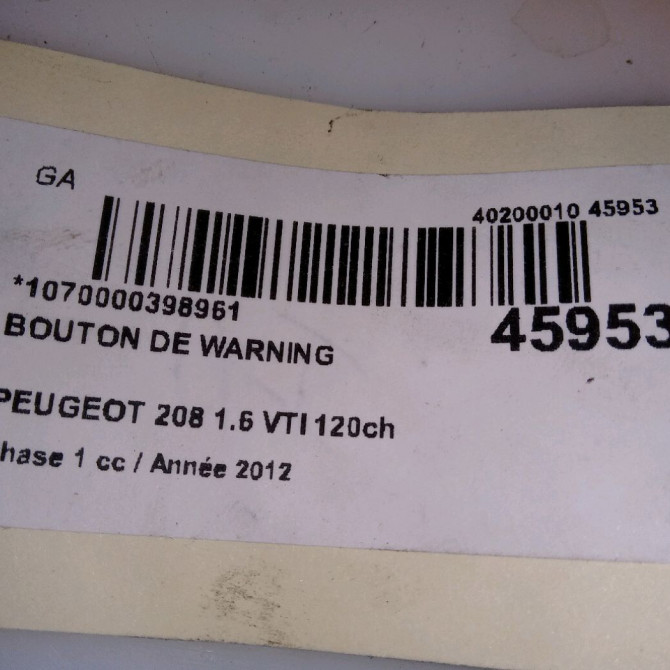 GA
40200010 45953
*1070000398961
45953
BOUTON DE WARNING
PEUGEOT 208 1.6 VTI 120ch
hase 1 cc / Année 2012